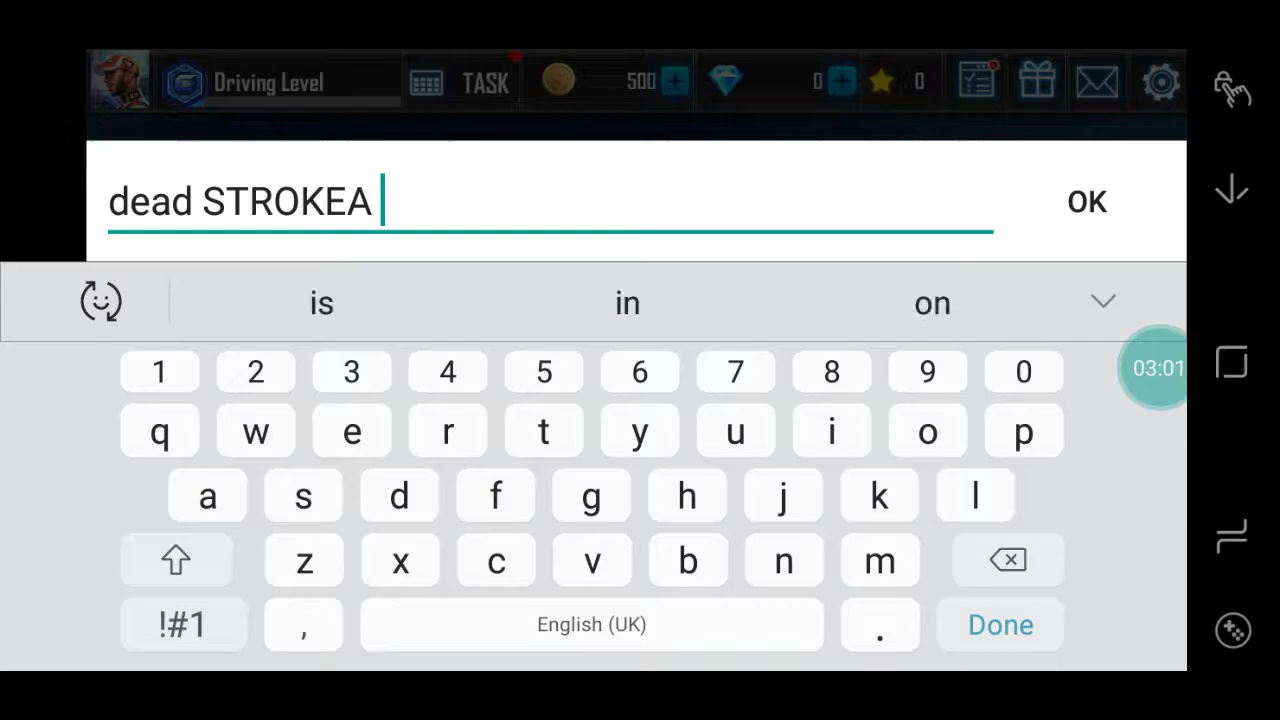 Driving Level TASK 500 0 0
dead STROKEA OK
is in on
1 2 3 4 5 6 7 8 9 0
03:01
q w e r t y u i o p
a s d f g h j k l
z x c v b n m
!#1 , English (UK) . Done